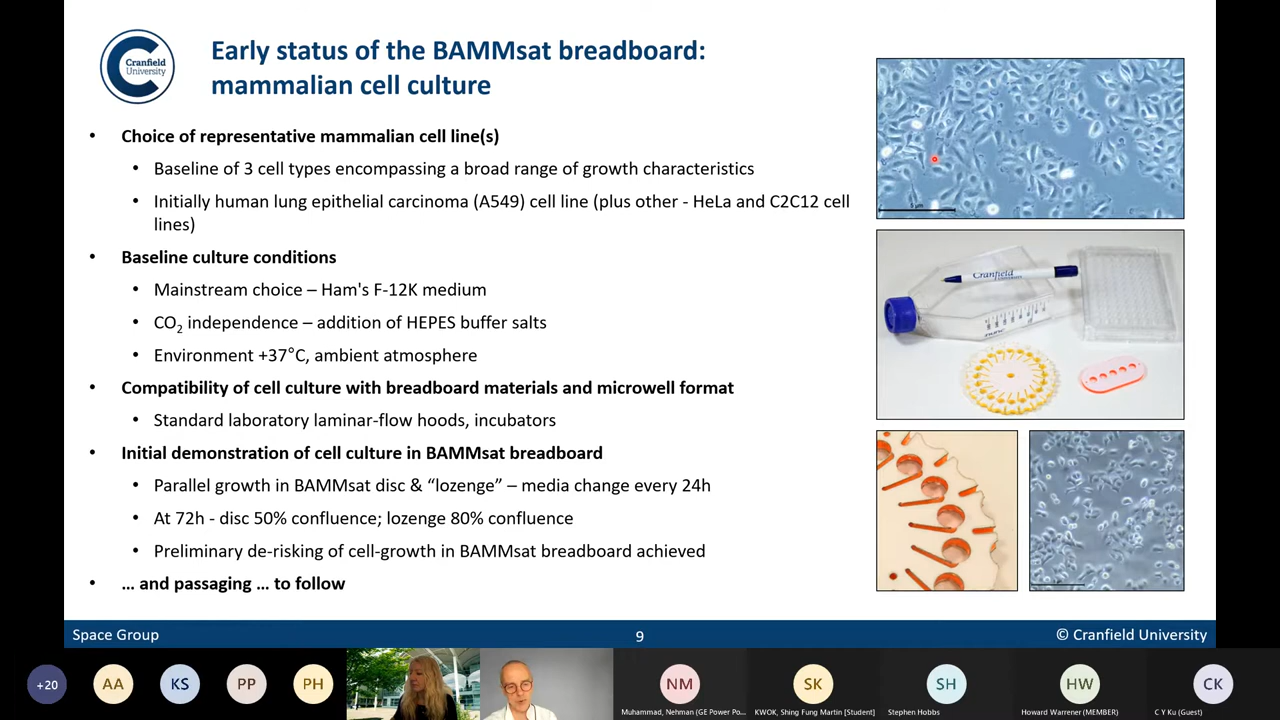 Cranfield
University
Early status of the BAMMsat breadboard:
mammalian cell culture
• Choice of representative mammalian cell line(s)
• Baseline of 3 cell types encompassing a broad range of growth characteristics
• Initially human lung epithelial carcinoma (A549) cell line (plus other - HeLa and C2C12 cell
lines)
• Baseline culture conditions
• Mainstream choice – Ham's F-12K medium
• CO2 independence – addition of HEPES buffer salts
• Environment +37°C, ambient atmosphere
• Compatibility of cell culture with breadboard materials and microwell format
• Standard laboratory laminar-flow hoods, incubators
• Initial demonstration of cell culture in BAMMsat breadboard
• Parallel growth in BAMMsat disc & “lozenge” – media change every 24h
• At 72h - disc 50% confluence; lozenge 80% confluence
• Preliminary de-risking of cell-growth in BAMMsat breadboard achieved
• … and passaging … to follow
5 µm
Cranfield
Space Group
9
© Cranfield University
+20
AA
KS
PP
PH
NM
SK
SH
HW
CK
Muhammad, Nehman (GE Power Po...
KWOK, Shing Fung Martin [Student]
Stephen Hobbs
Howard Warrener (MEMBER)
C Y Ku (Guest)